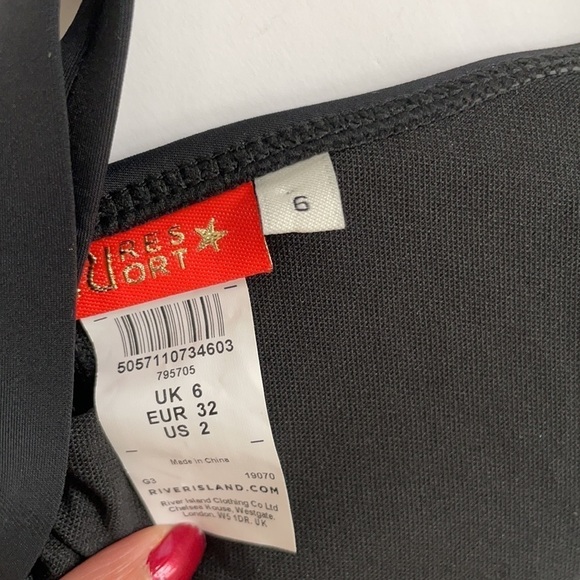 6
RES
ORT
5057110734603
795705
UK 6
EUR 32
US 2
Made in China
G3 19070
RIVERISLAND.COM
River Island Clothing Co Ltd
Chelsea House, Westgate,
London. W5 1DR. UK